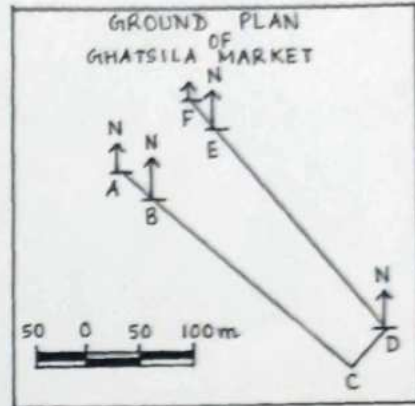 GROUND PLAN
OF
GHATSILA MARKET
N
F
N
E
N
N
A
B
N
D
C
50 0 50 100m